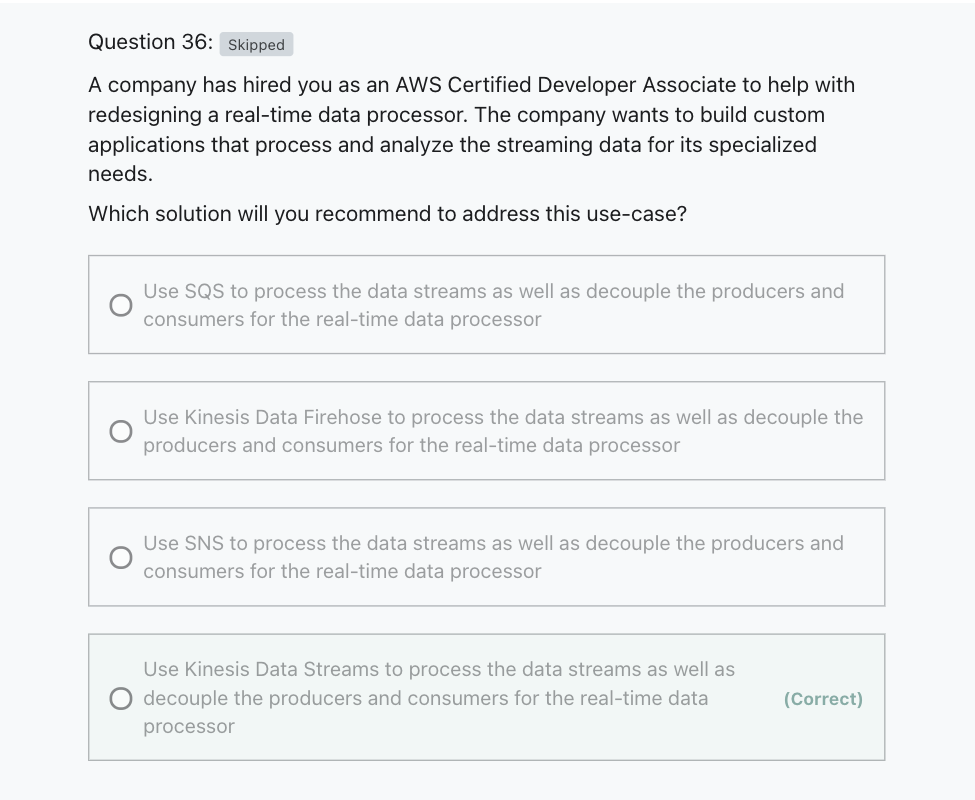 Question 36: Skipped
A company has hired you as an AWS Certified Developer Associate to help with
redesigning a real-time data processor. The company wants to build custom
applications that process and analyze the streaming data for its specialized
needs.
Which solution will you recommend to address this use-case?
Use SQS to process the data streams as well as decouple the producers and
consumers for the real-time data processor
Use Kinesis Data Firehose to process the data streams as well as decouple the
producers and consumers for the real-time data processor
Use SNS to process the data streams as well as decouple the producers and
consumers for the real-time data processor
Use Kinesis Data Streams to process the data streams as well as
decouple the producers and consumers for the real-time data
processor
(Correct)